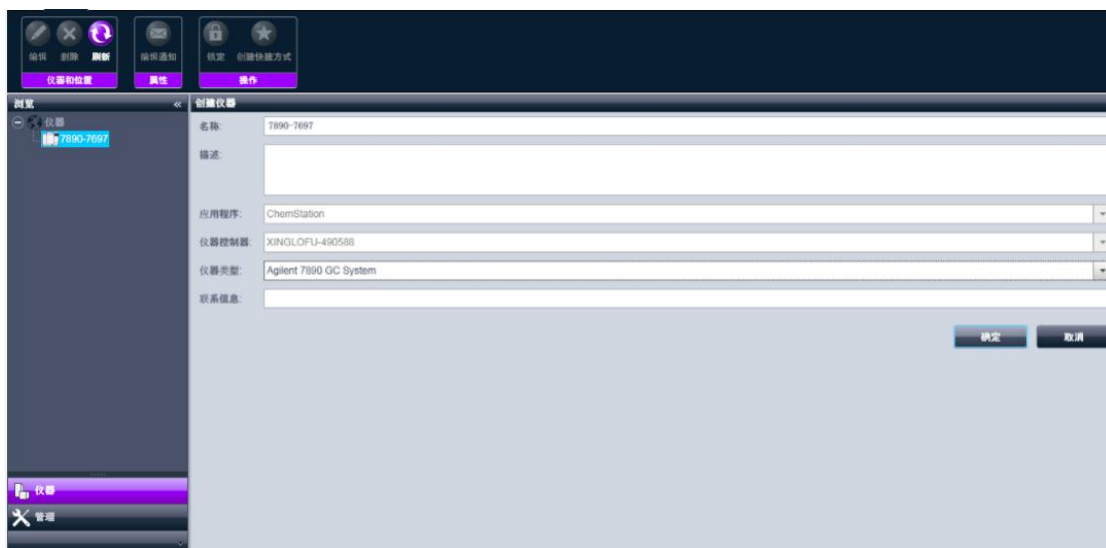 编辑 删除 刷新 编辑通知 锁定 创建快捷方式
仪器和位置 属性 操作
浏览 «
创建仪器
仪器
7890-7697
名称: 7890-7697
描述:
应用程序: ChemStation
仪器控制器: XINGLOFU-490588
仪器类型: Agilent 7890 GC System
联系信息:
确定 取消
仪器
管理